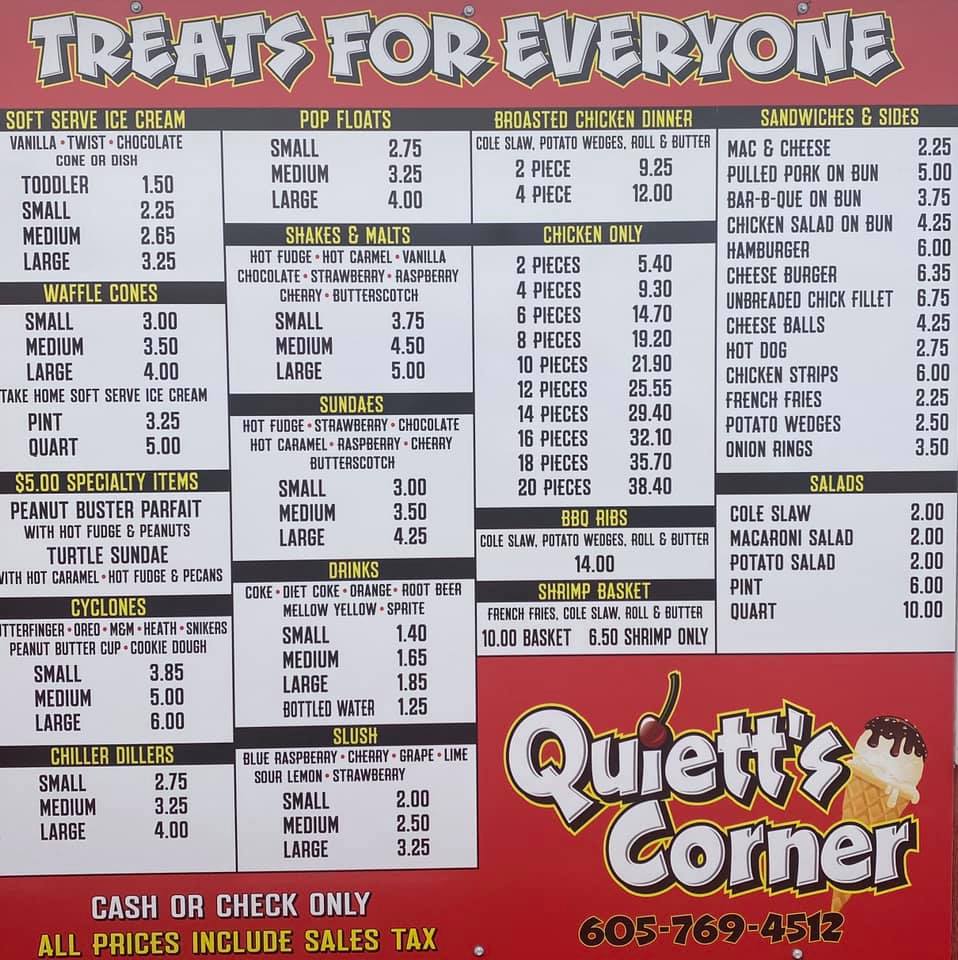 TREATS FOR EVERYONE
SOFT SERVE ICE CREAM
VANILLA • TWIST • CHOCOLATE
CONE OR DISH
TODDLER 1.50
SMALL 2.25
MEDIUM 2.65
LARGE 3.25
WAFFLE CONES
SMALL 3.00
MEDIUM 3.50
LARGE 4.00
TAKE HOME SOFT SERVE ICE CREAM
PINT 3.25
QUART 5.00
$5.00 SPECIALTY ITEMS
PEANUT BUSTER PARFAIT
WITH HOT FUDGE & PEANUTS
TURTLE SUNDAE
WITH HOT CARAMEL • HOT FUDGE & PECANS
CYCLONES
TTERFINGER • OREO • M&M • HEATH • SNIKERS
PEANUT BUTTER CUP • COOKIE DOUGH
SMALL 3.85
MEDIUM 5.00
LARGE 6.00
CHILLER DILLERS
SMALL 2.75
MEDIUM 3.25
LARGE 4.00
POP FLOATS
SMALL 2.75
MEDIUM 3.25
LARGE 4.00
SHAKES & MALTS
HOT FUDGE • HOT CARMEL • VANILLA
CHOCOLATE • STRAWBERRY • RASPBERRY
CHERRY • BUTTERSCOTCH
SMALL 3.75
MEDIUM 4.50
LARGE 5.00
SUNDAES
HOT FUDGE • STRAWBERRY • CHOCOLATE
HOT CARAMEL • RASPBERRY • CHERRY
BUTTERSCOTCH
SMALL 3.00
MEDIUM 3.50
LARGE 4.25
DRINKS
COKE • DIET COKE • ORANGE • ROOT BEER
MELLOW YELLOW • SPRITE
SMALL 1.40
MEDIUM 1.65
LARGE 1.85
BOTTLED WATER 1.25
SLUSH
BLUE RASPBERRY • CHERRY • GRAPE • LIME
SOUR LEMON • STRAWBERRY
SMALL 2.00
MEDIUM 2.50
LARGE 3.25
BROASTED CHICKEN DINNER
COLE SLAW, POTATO WEDGES, ROLL & BUTTER
2 PIECE 9.25
4 PIECE 12.00
CHICKEN ONLY
2 PIECES 5.40
4 PIECES 9.30
6 PIECES 14.70
8 PIECES 19.20
10 PIECES 21.90
12 PIECES 25.55
14 PIECES 29.40
16 PIECES 32.10
18 PIECES 35.70
20 PIECES 38.40
BBQ RIBS
COLE SLAW, POTATO WEDGES, ROLL & BUTTER
14.00
SHRIMP BASKET
FRENCH FRIES, COLE SLAW, ROLL & BUTTER
10.00 BASKET 6.50 SHRIMP ONLY
SANDWICHES & SIDES
MAC & CHEESE 2.25
PULLED PORK ON BUN 5.00
BAR-B-QUE ON BUN 3.75
CHICKEN SALAD ON BUN 4.25
HAMBURGER 6.00
CHEESE BURGER 6.35
UNBREADED CHICK FILLET 6.75
CHEESE BALLS 4.25
HOT DOG 2.75
CHICKEN STRIPS 6.00
FRENCH FRIES 2.25
POTATO WEDGES 2.50
ONION RINGS 3.50
SALADS
COLE SLAW 2.00
MACARONI SALAD 2.00
POTATO SALAD 2.00
PINT 6.00
QUART 10.00
Quiett's
Corner
605-769-4512
CASH OR CHECK ONLY
ALL PRICES INCLUDE SALES TAX